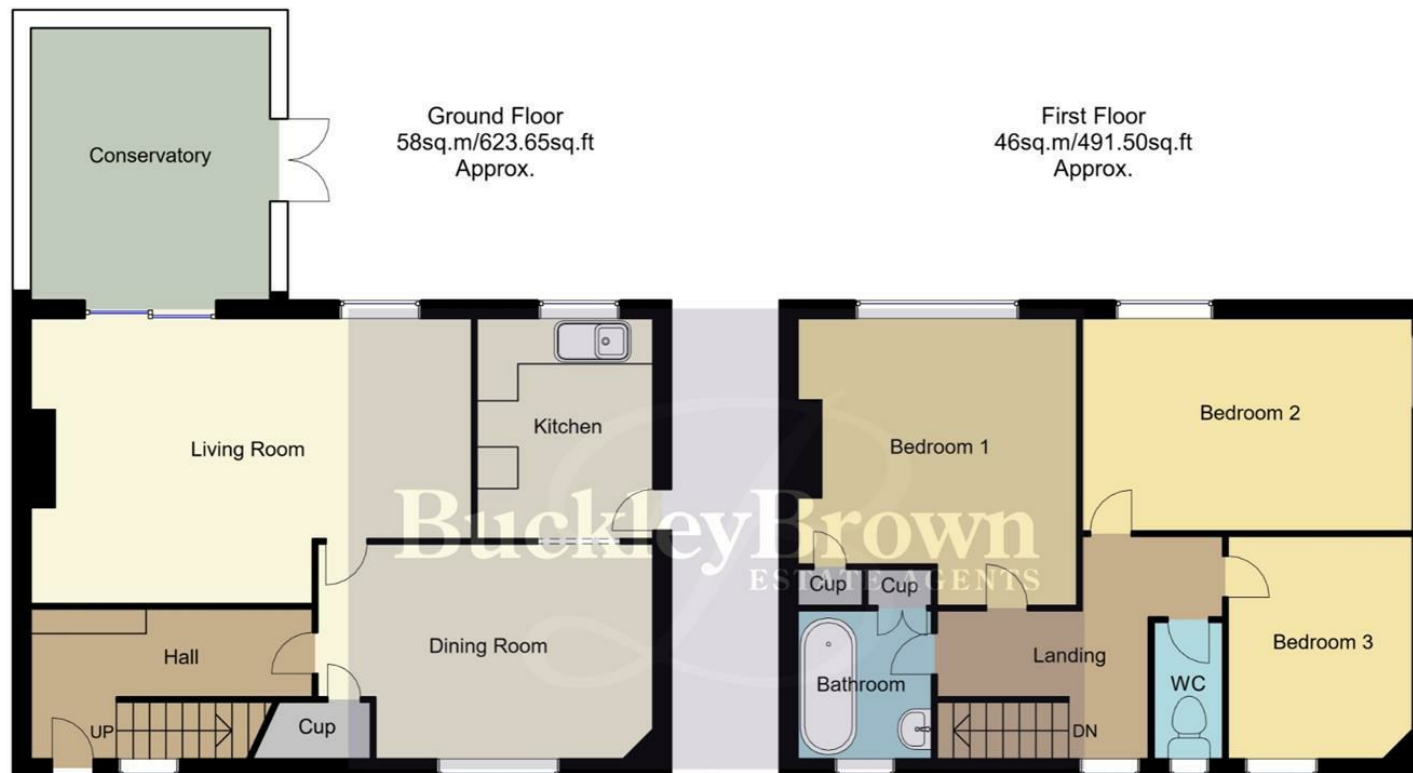 Ground Floor
58sq.m/623.65sq.ft
Approx.
Conservatory
Living Room
Kitchen
Hall
Dining Room
UP
Cup
First Floor
46sq.m/491.50sq.ft
Approx.
Bedroom 1
Bedroom 2
Cup
Cup
Bathroom
Landing
WC
Bedroom 3
DN
BuckleyBrown
ESTATE AGENTS